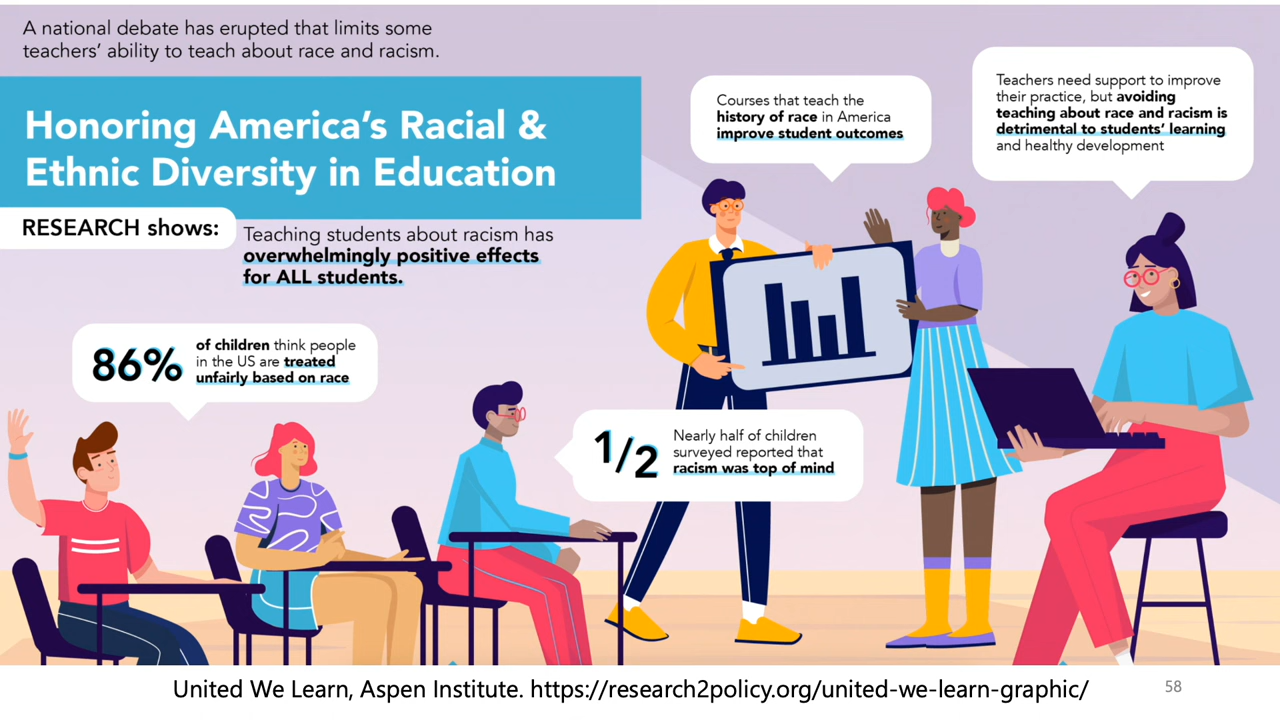 A national debate has erupted that limits some
teachers' ability to teach about race and racism.
Honoring America's Racial &
Ethnic Diversity in Education
RESEARCH shows:
Teaching students about racism has
overwhelmingly positive effects
for ALL students.
86%
of children think people
in the US are treated
unfairly based on race
1/2
Nearly half of children
surveyed reported that
racism was top of mind
Courses that teach the
history of race in America
improve student outcomes
Teachers need support to improve
their practice, but avoiding
teaching about race and racism is
detrimental to students' learning
and healthy development
United We Learn, Aspen Institute. https://research2policy.org/united-we-learn-graphic/
58